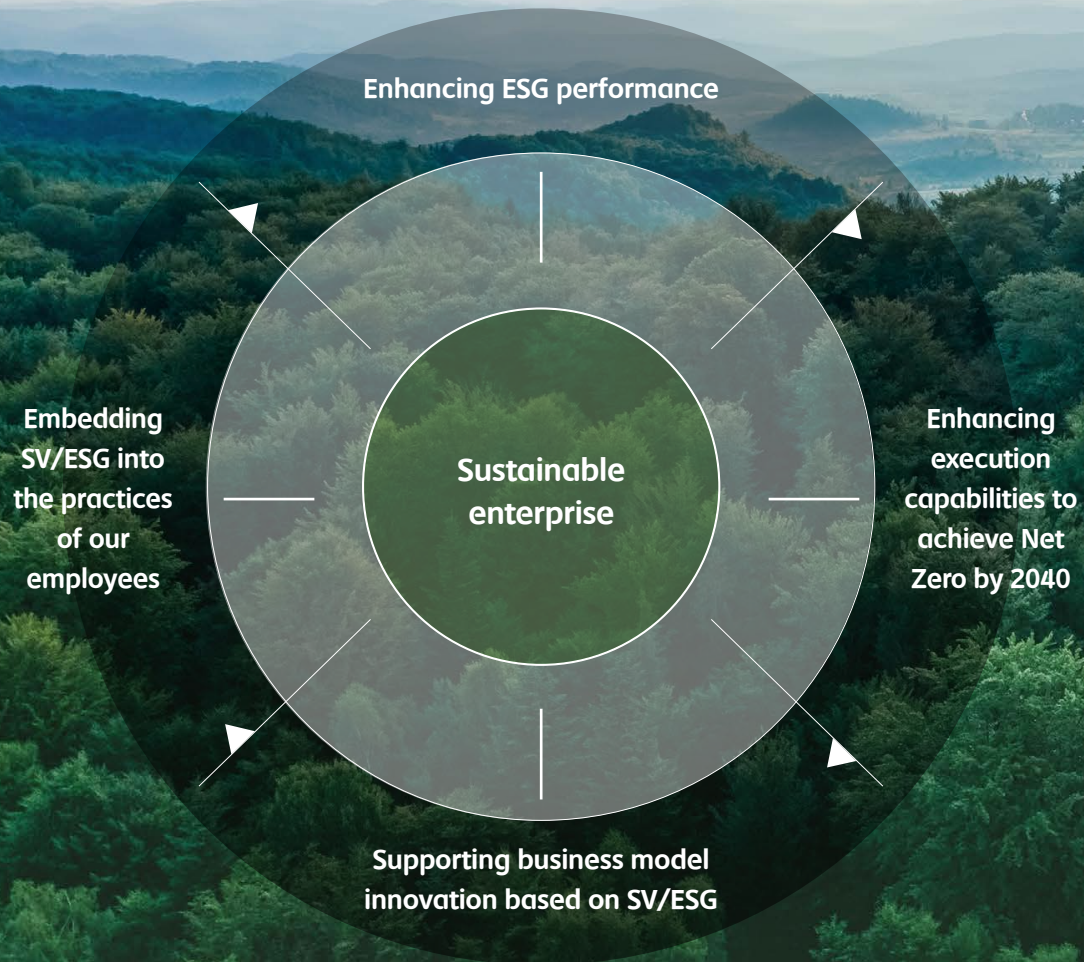 Enhancing ESG performance
Embedding
SV/ESG into
the practices
of our
employees
Sustainable
enterprise
Enhancing
execution
capabilities to
achieve Net
Zero by 2040
Supporting business model
innovation based on SV/ESG